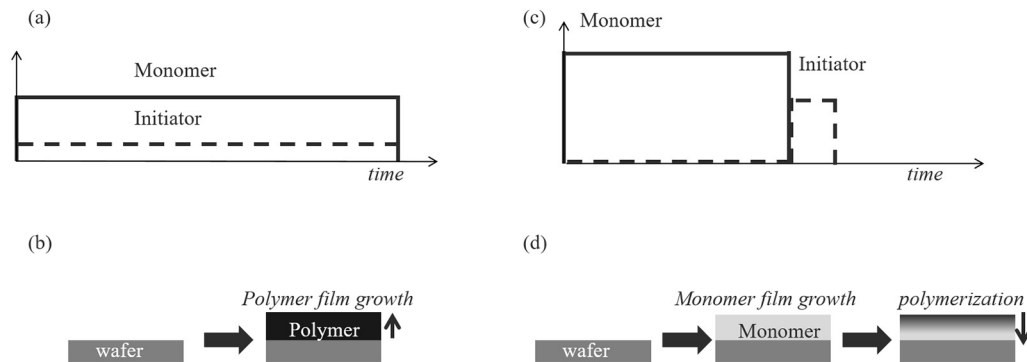 (a)
Monomer
Initiator
time
(c)
Monomer
Initiator
time
(b)
Polymer film growth
Polymer
wafer
(d)
Monomer film growth
polymerization
Monomer
wafer